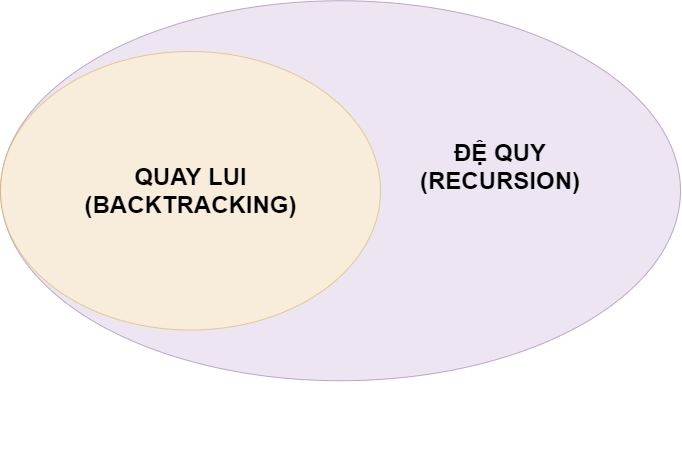 QUAY LUI
(BACKTRACKING)
ĐỆ QUY
(RECURSION)